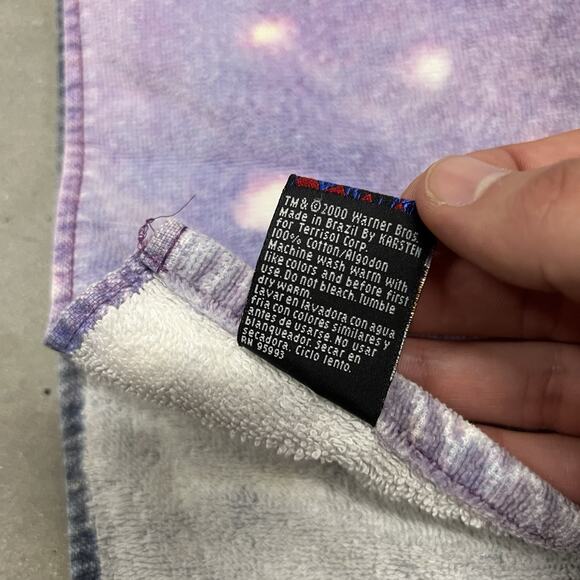 TM&©2000 Warner Bros.
Made in Brazil By KARSTEN
for Terrisol Corp.
100% Cotton/Algodon
Machine wash warm with
like colors and before first
use. Do not bleach. Tumble
dry WARM.
Lavar en lavadora con agua
fria con colores similares y
antes de usarse. No usar
blanqueador. Secar en
secadora. Ciclo lento.
RN 95993